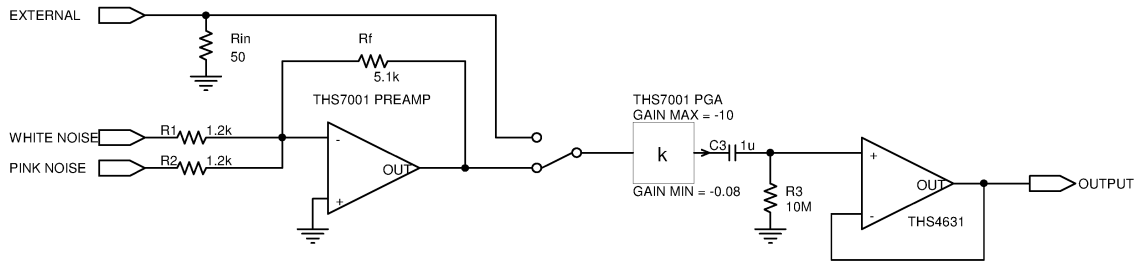 EXTERNAL
Rin
50
Rf
5.1k
THS7001 PREAMP
WHITE NOISE
R1
1.2k
PINK NOISE
R2
1.2k
-
+
OUT
THS7001 PGA
GAIN MAX = -10
k
GAIN MIN = -0.08
C3
1u
R3
10M
+
-
OUT
THS4631
OUTPUT